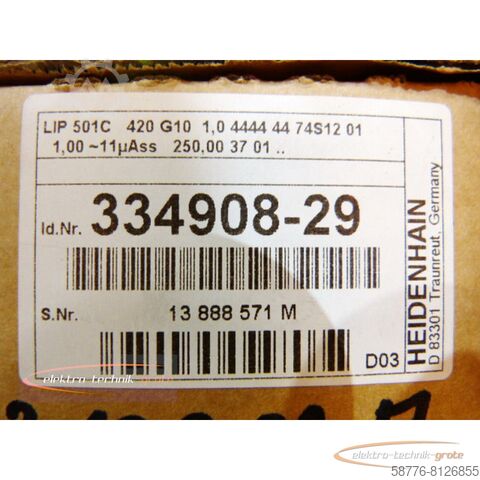 LIP 501C 420 G10 1,0 4444 44 74S12 01
1,00 ~11µAss 250,00 37 01 ..
Id.Nr. 334908-29
S.Nr. 13 888 571 M
D03
HEIDENHAIN
D 83301 Traunreut, Germany
elektro-technik-grote
elektro-technik-grote
58776-8126855